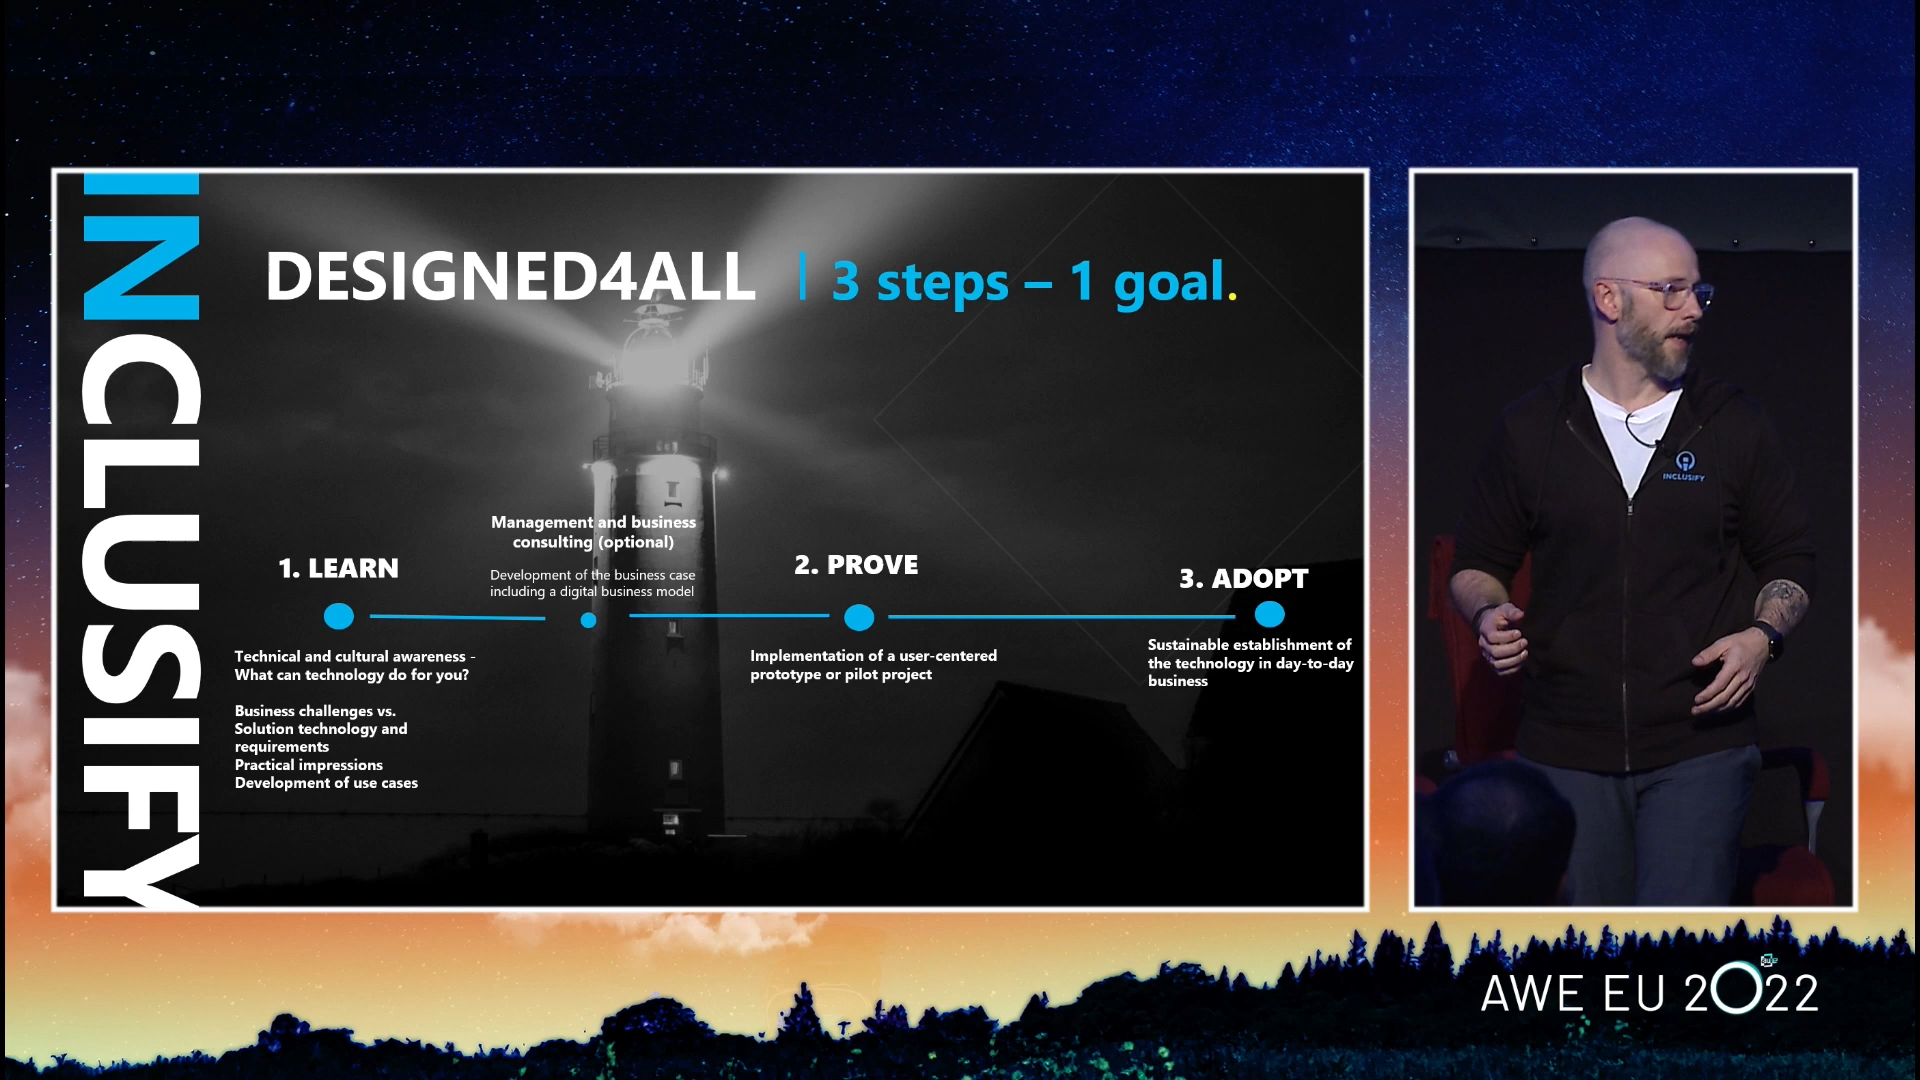 INCLUSIFY
DESIGNED4ALL | 3 steps – 1 goal.
1. LEARN
Technical and cultural awareness -
What can technology do for you?
Business challenges vs.
Solution technology and
requirements
Practical impressions
Development of use cases
Management and business
consulting (optional)
Development of the business case
including a digital business model
2. PROVE
Implementation of a user-centered
prototype or pilot project
3. ADOPT
Sustainable establishment of
the technology in day-to-day
business
INCLUSIFY
AWE EU 2022